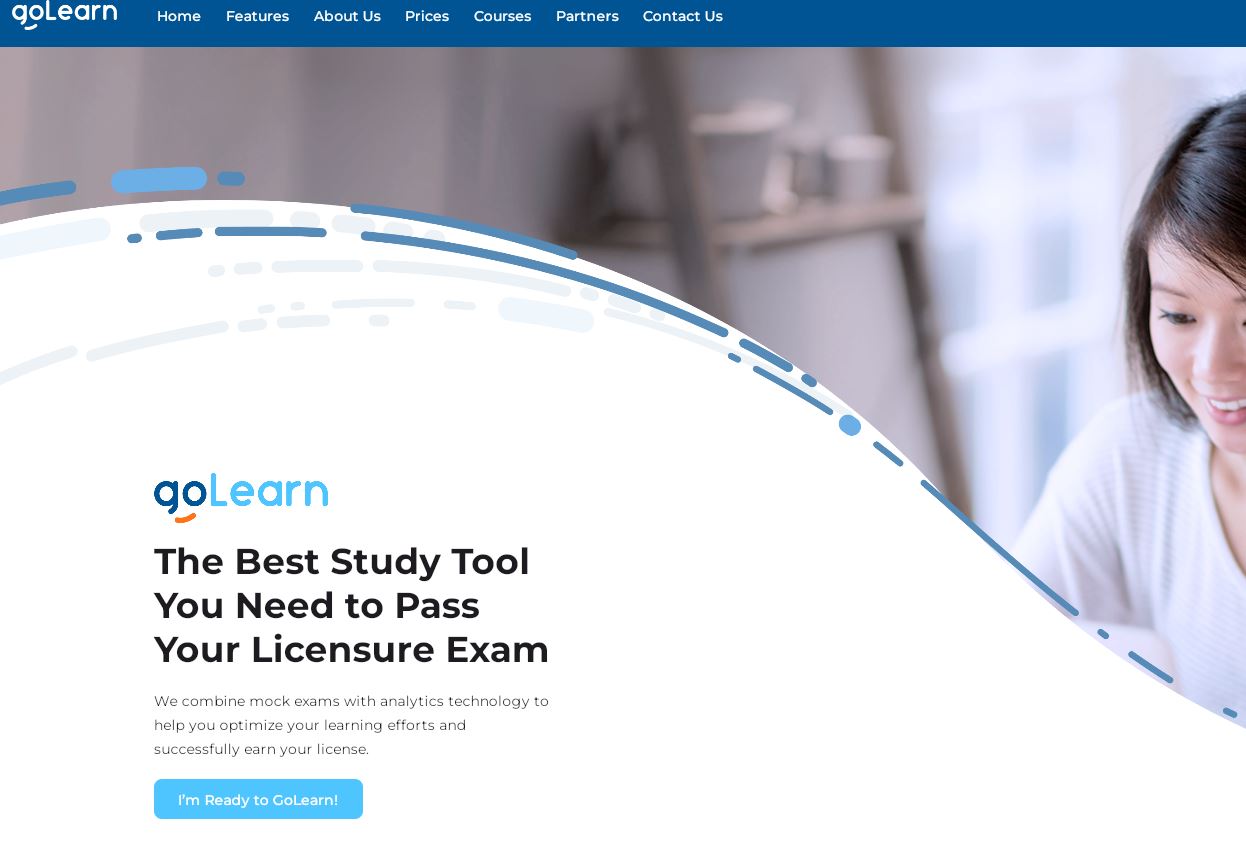 goLearn
Home Features About Us Prices Courses Partners Contact Us
goLearn
The Best Study Tool
You Need to Pass
Your Licensure Exam
We combine mock exams with analytics technology to
help you optimize your learning efforts and
successfully earn your license.
I'm Ready to GoLearn!